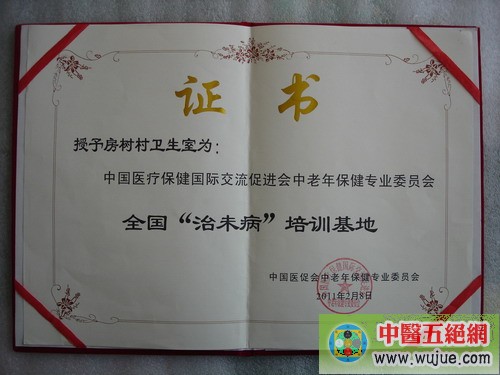 证书
授予房树村卫生室为：
中国医疗保健国际交流促进会中老年保健专业委员会
全国“治未病”培训基地
中国医促会中老年保健专业委员会
2011年2月8日
中醫五絕網
www.wujue.com